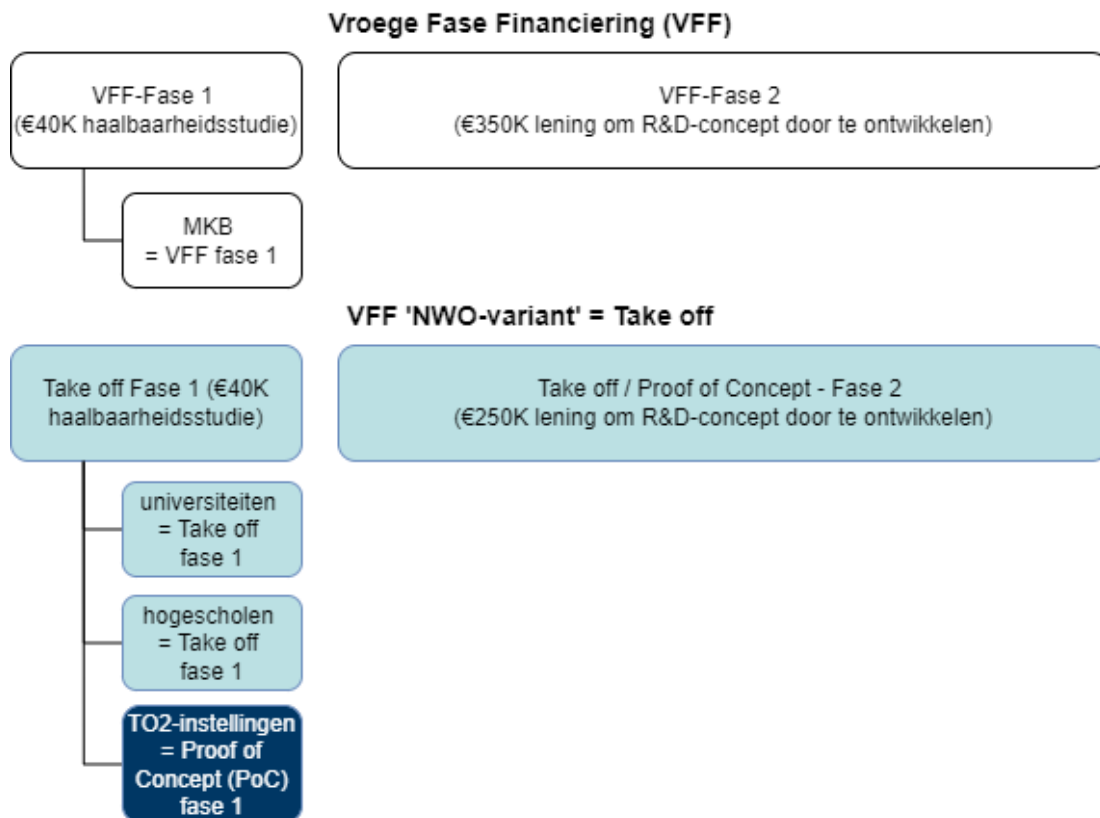 Vroege Fase Financiering (VFF)
VFF-Fase 1
(€40K haalbaarheidsstudie)
VFF-Fase 2
(€350K lening om R&D-concept door te ontwikkelen)
MKB
= VFF fase 1
VFF 'NWO-variant' = Take off
Take off Fase 1 (€40K
haalbaarheidsstudie)
Take off / Proof of Concept - Fase 2
(€250K lening om R&D-concept door te ontwikkelen)
universiteiten
= Take off
fase 1
hogescholen
= Take off
fase 1
TO2-instellingen
= Proof of
Concept (PoC)
fase 1